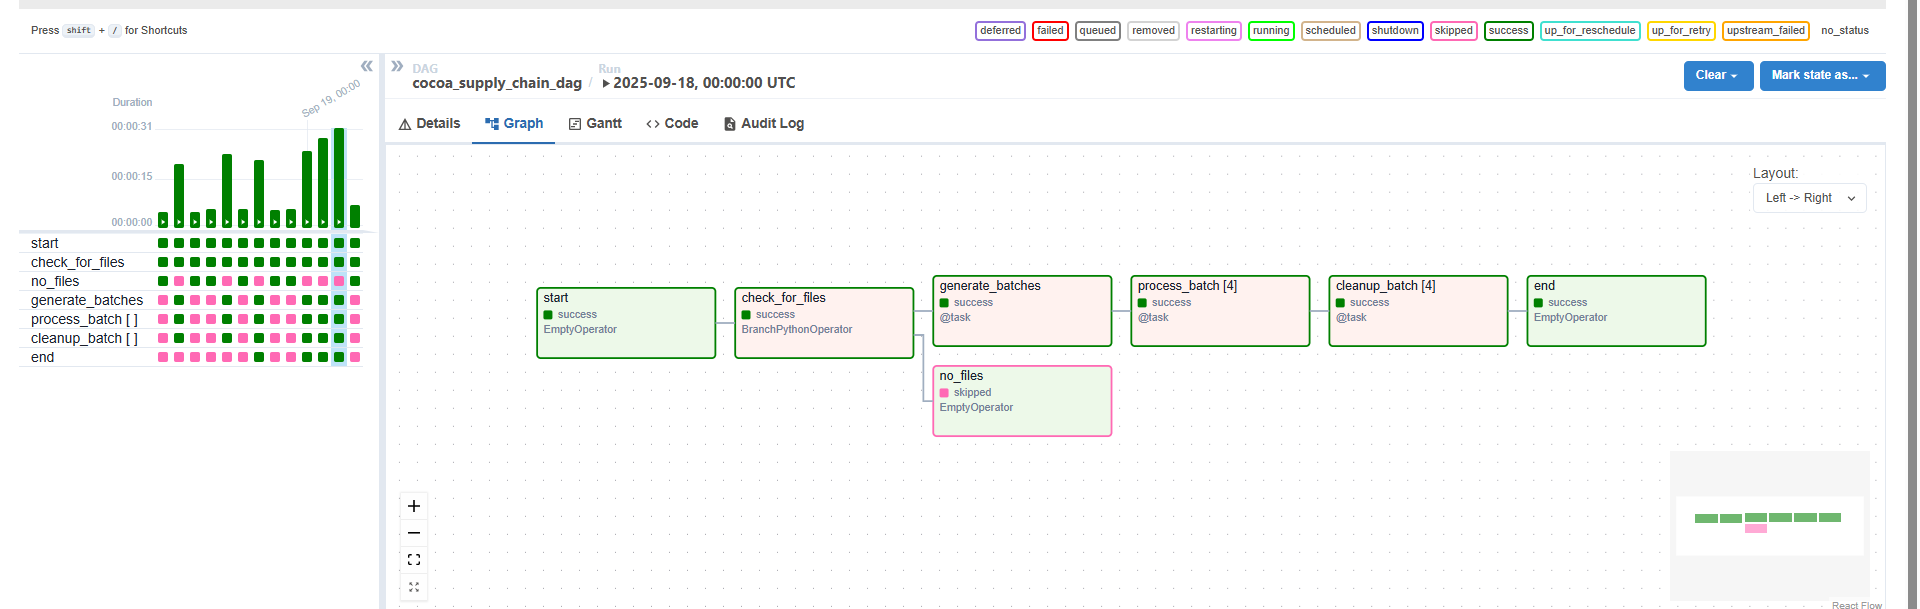 Press shift + / for Shortcuts
deferred failed queued removed restarting running scheduled shutdown skipped success up_for_reschedule up_for_retry upstream_failed no_status
DAG
cocoa_supply_chain_dag / Run
2025-09-18, 00:00:00 UTC
Clear
Mark state as...
Details Graph Gantt Code Audit Log
Sep 19, 00:00
Duration
00:00:31
00:00:15
00:00:00
start
check_for_files
no_files
generate_batches
process_batch [ ]
cleanup_batch [ ]
end
Layout:
Left -> Right
start
success
EmptyOperator
check_for_files
success
BranchPythonOperator
generate_batches
success
@task
process_batch [4]
success
@task
cleanup_batch [4]
success
@task
end
success
EmptyOperator
no_files
skipped
EmptyOperator
React Flow